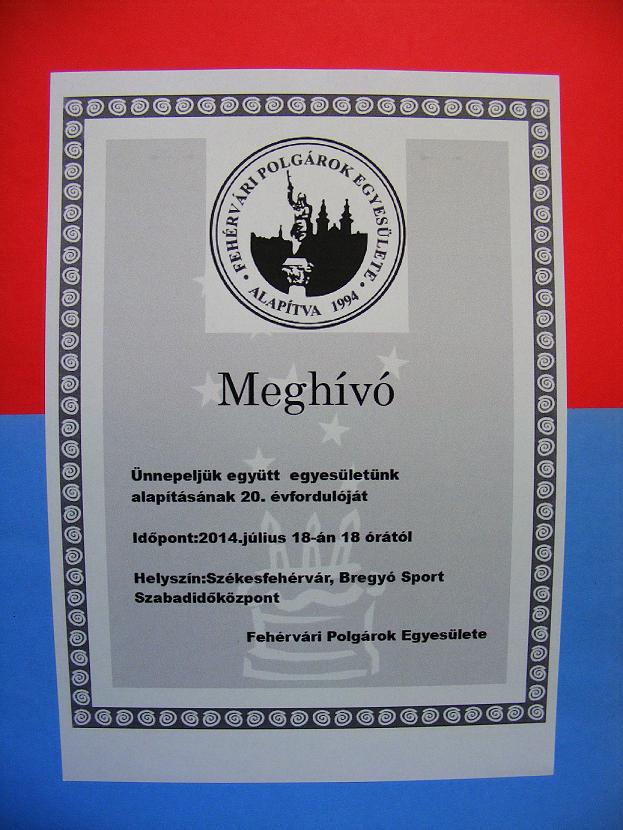 FEHÉRVÁRI POLGÁROK EGYESÜLETE
ALAPÍTVA 1994
Meghívó
Ünnepeljük együtt egyesületünk
alapításának 20. évfordulóját
Időpont:2014.július 18-án 18 órától
Helyszín:Székesfehérvár, Bregyó Sport
Szabadidőközpont
Fehérvári Polgárok Egyesülete